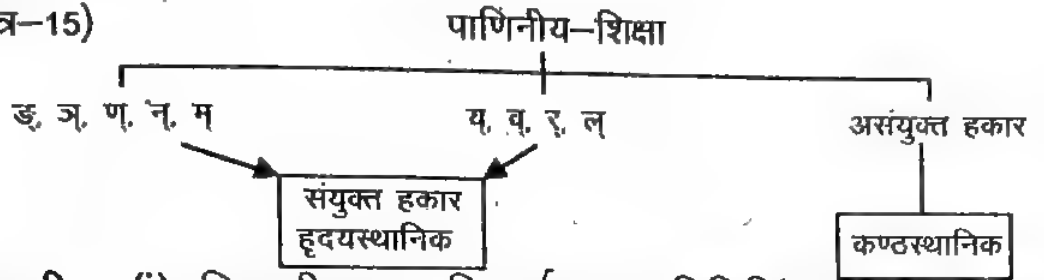 त्र–15)
पाणिनीय–शिक्षा
ङ्, ञ्, ण्, न्, म्
य्, व्, र्, ल्
असंयुक्त हकार
संयुक्त हकार
हृदयस्थानिक
कण्ठस्थानिक